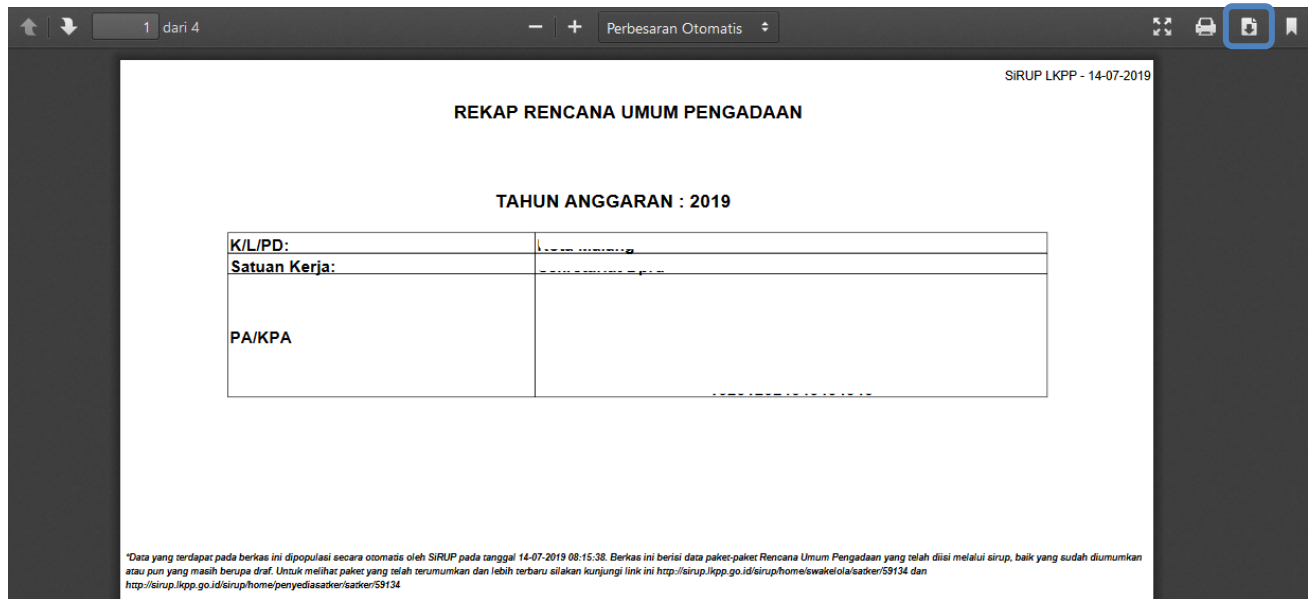 1 dari 4
Perbesaran Otomatis
SiRUP LKPP - 14-07-2019
REKAP RENCANA UMUM PENGADAAN
TAHUN ANGGARAN : 2019
K/L/PD:
Satuan Kerja:
PA/KPA
*Data yang terdapat pada berkas ini dipopulasi secara otomatis oleh SiRUP pada tanggal 14-07-2019 08:15:38. Berkas ini berisi data paket-paket Rencana Umum Pengadaan yang telah diisi melalui sirup, baik yang sudah diumumkan
atau pun yang masih berupa draf. Untuk melihat paket yang telah terumumkan dan lebih terbaru silakan kunjungi link ini http://sirup.lkpp.go.id/sirup/home/swakelola/satker/59134 dan
http://sirup.lkpp.go.id/sirup/home/penyediasatker/satker/59134